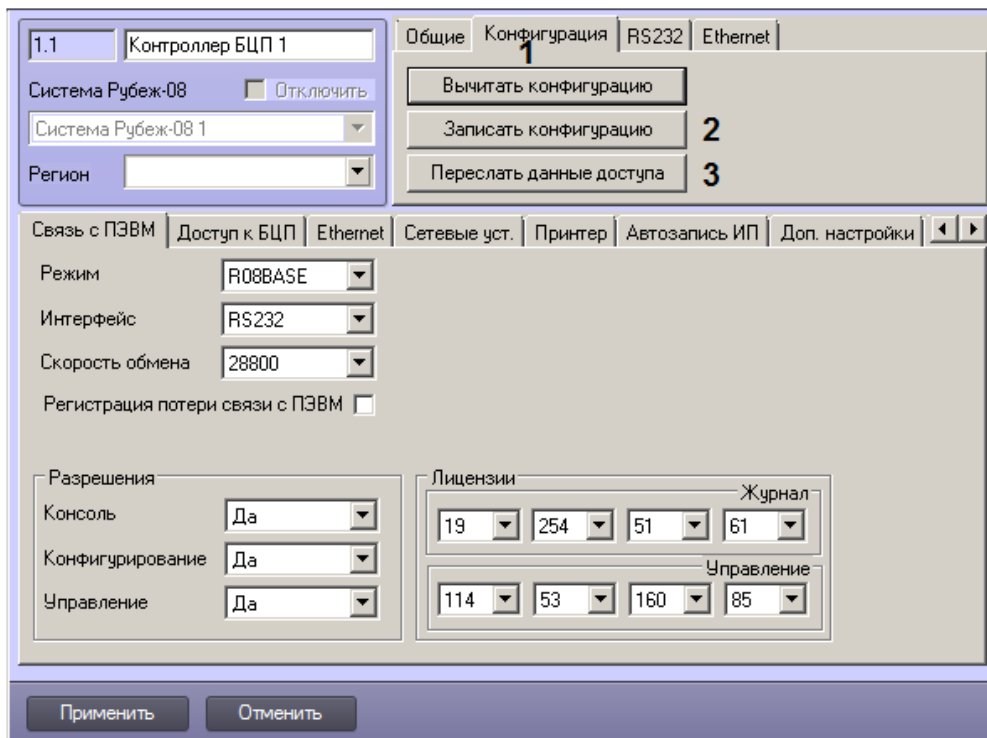 1.1 Контроллер БЦП 1
Система Рубеж-08 Отключить
Система Рубеж-08 1
Регион
Общие Конфигурация RS232 Ethernet
1
Вычитать конфигурацию
Записать конфигурацию 2
Переслать данные доступа 3
Связь с ПЭВМ Доступ к БЦП Ethernet Сетевые уст. Принтер Автозапись ИП Доп. настройки
Режим R08BASE
Интерфейс RS232
Скорость обмена 28800
Регистрация потери связи с ПЭВМ
Разрешения
Консоль Да
Конфигурирование Да
Управление Да
Лицензии
Журнал
19 254 51 61
Управление
114 53 160 85
Применить Отменить